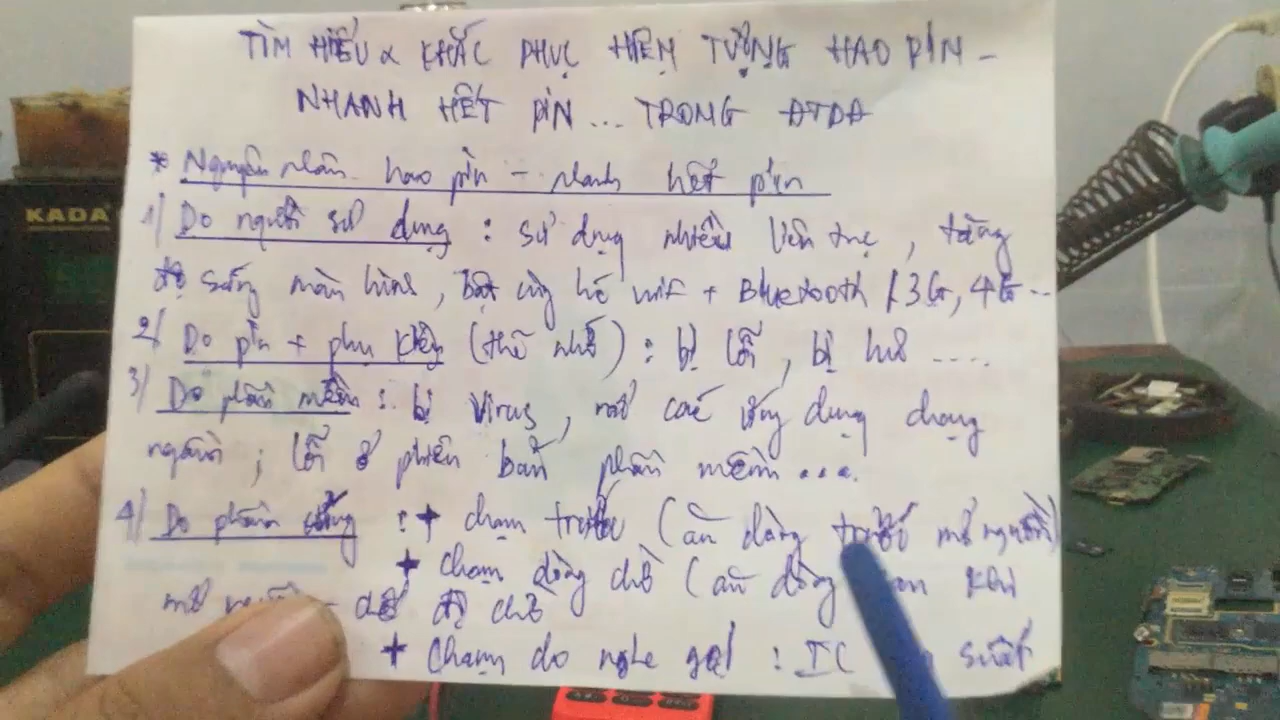 TÌM HIỂU & KHẮC PHỤC HIỆN TƯỢNG HAO PIN -
NHANH HẾT PIN ... TRONG ĐTDĐ
* Nguyên nhân hao pin - nhanh hết pin
KADA
1/ Do người sử dụng : sử dụng nhiều liên tục, tăng
độ sáng màn hình, bật cùng lúc wifi + Bluetooth / 3G, 4G ...
2/ Do pin + phụ kiện (thẻ nhớ) : bị lỗi, bị hư ....
3/ Do phần mềm : bị Virus, mở các ứng dụng chạy
ngầm ; lỗi ở phiên bản phần mềm ...
4/ Do phần cứng : + chạm trước (ăn dòng trước mở nguồn)
+ chạm dòng chờ (ăn dòng khi
mở để độ chờ
+ Chạm do nghe gọi : IC suất